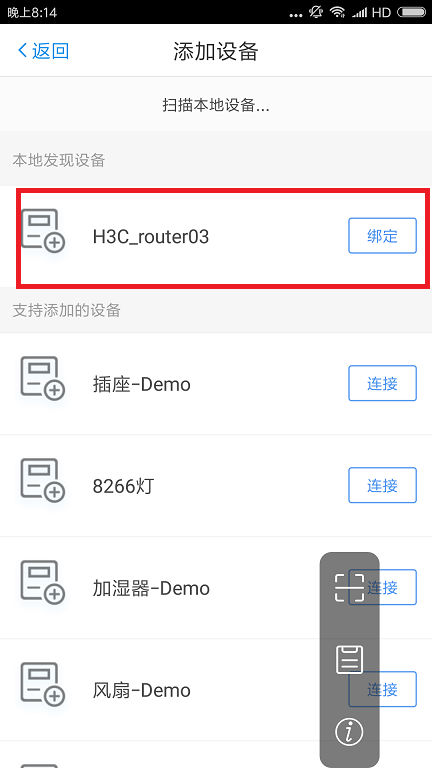 晚上8:14
HD
返回
添加设备
扫描本地设备...
本地发现设备
H3C_router03
绑定
支持添加的设备
插座-Demo
连接
8266灯
连接
加湿器-Demo
连接
风扇-Demo
连接